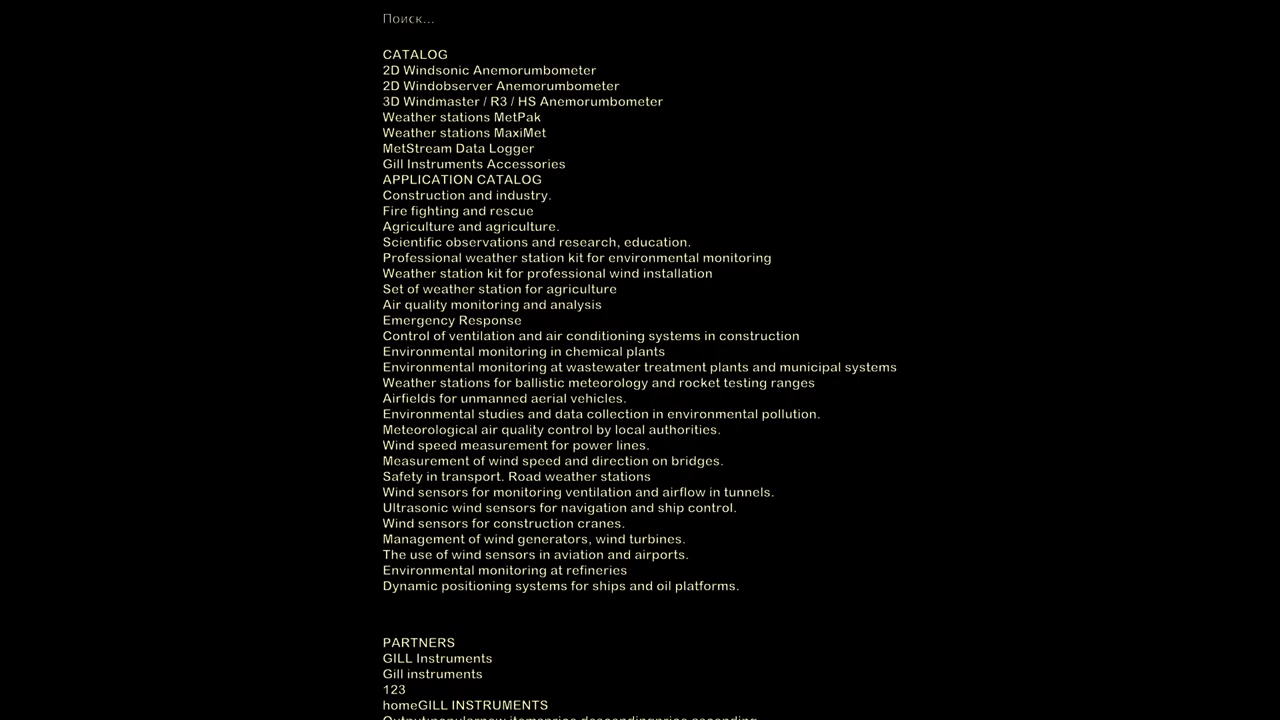 Поиск...
CATALOG
2D Windsonic Anemorumbometer
2D Windobserver Anemorumbometer
3D Windmaster / R3 / HS Anemorumbometer
Weather stations MetPak
Weather stations MaxiMet
MetStream Data Logger
Gill Instruments Accessories
APPLICATION CATALOG
Construction and industry.
Fire fighting and rescue
Agriculture and agriculture.
Scientific observations and research, education.
Professional weather station kit for environmental monitoring
Weather station kit for professional wind installation
Set of weather station for agriculture
Air quality monitoring and analysis
Emergency Response
Control of ventilation and air conditioning systems in construction
Environmental monitoring in chemical plants
Environmental monitoring at wastewater treatment plants and municipal systems
Weather stations for ballistic meteorology and rocket testing ranges
Airfields for unmanned aerial vehicles.
Environmental studies and data collection in environmental pollution.
Meteorological air quality control by local authorities.
Wind speed measurement for power lines.
Measurement of wind speed and direction on bridges.
Safety in transport. Road weather stations
Wind sensors for monitoring ventilation and airflow in tunnels.
Ultrasonic wind sensors for navigation and ship control.
Wind sensors for construction cranes.
Management of wind generators, wind turbines.
The use of wind sensors in aviation and airports.
Environmental monitoring at refineries
Dynamic positioning systems for ships and oil platforms.
PARTNERS
GILL Instruments
Gill instruments
123
homeGILL INSTRUMENTS